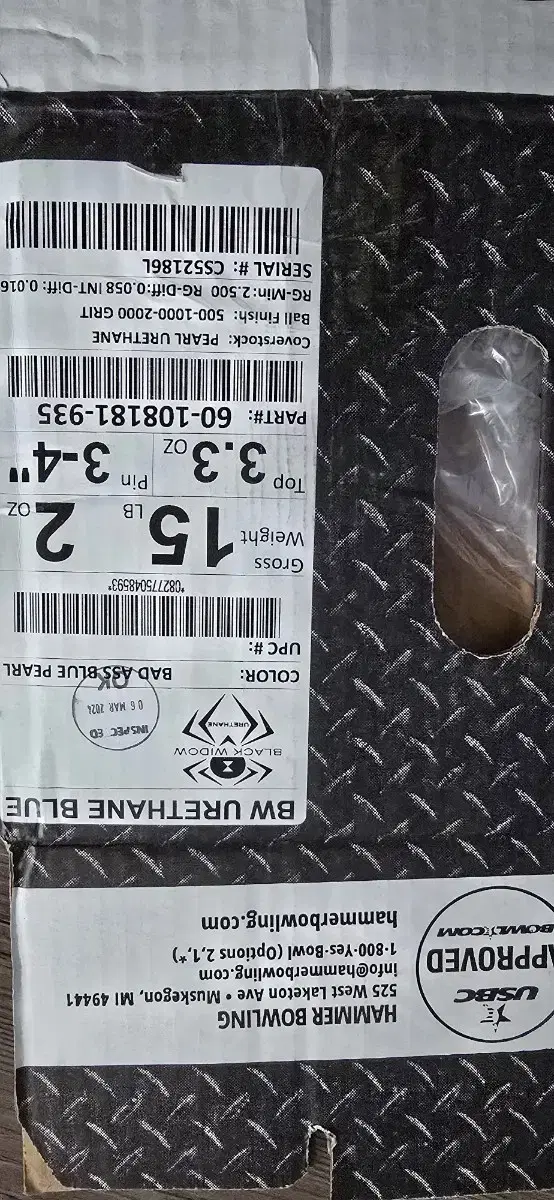 HAMMER BOWLING
525 West Laketon Ave • Muskegon, MI 49441
info@hammerbowling.com
1-800-Yes-Bowl (Options 2,1,*)
hammerbowling.com
USBC
APPROVED
BOWL.COM
BW URETHANE BLUE
BLACK WIDOW
URETHANE
INSPEC ED
06 MAR 2024
OK
COLOR: BAD ASS BLUE PEARL
UPC #:
*082775048593*
Gross Weight 15 LB 2 OZ
Top 3.3 OZ Pin 3-4"
PART#: 60-108181-935
Coverstock: PEARL URETHANE
Ball Finish: 500-1000-2000 GRIT
RG-Min: 2.500 RG-Diff:0.058 INT-Diff: 0.016
SERIAL #: CS52186L